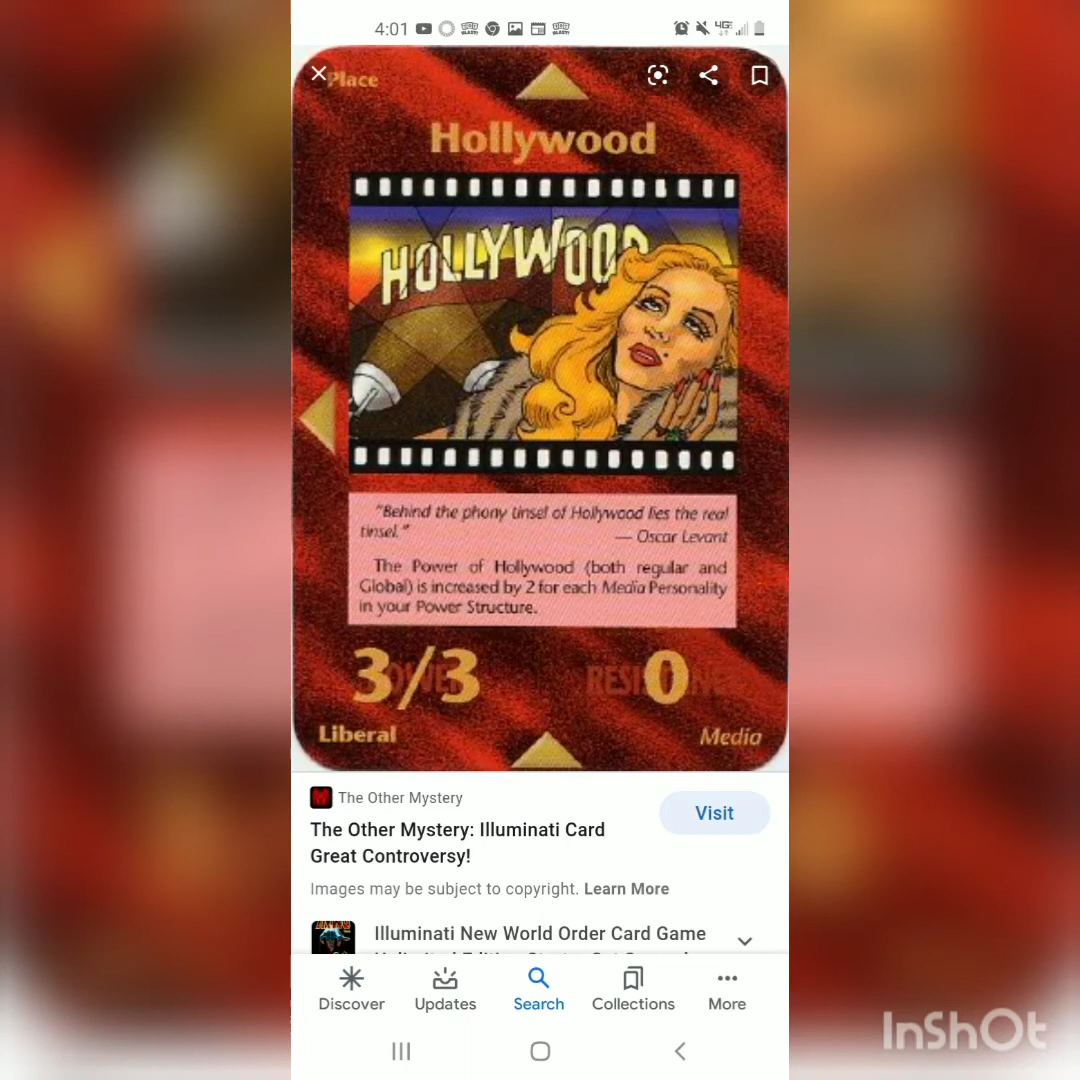 4:01
Place
Hollywood
HOLLYWOOD
"Behind the phony tinsel of Hollywood lies the real
tinsel."
— Oscar Levant
The Power of Hollywood (both regular and
Global) is increased by 2 for each Media Personality
in your Power Structure.
3/3
0
Liberal
Media
The Other Mystery
Visit
The Other Mystery: Illuminati Card
Great Controversy!
Images may be subject to copyright. Learn More
Illuminati New World Order Card Game
Discover
Updates
Search
Collections
More
InShOt